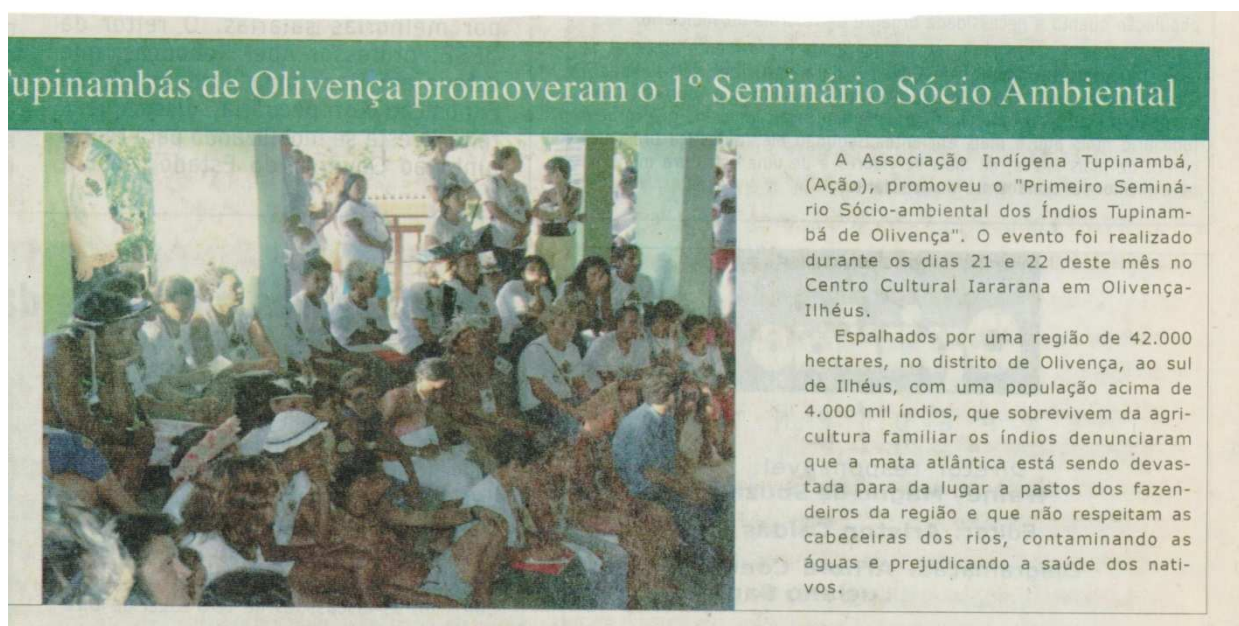 Tupinambás de Olivença promoveram o 1º Seminário Sócio Ambiental
A Associação Indígena Tupinambá,
(Ação), promoveu o "Primeiro Seminá-
rio Sócio-ambiental dos Índios Tupinam-
bá de Olivença". O evento foi realizado
durante os dias 21 e 22 deste mês no
Centro Cultural Iararana em Olivença-
Ilhéus.
Espalhados por uma região de 42.000
hectares, no distrito de Olivença, ao sul
de Ilhéus, com uma população acima de
4.000 mil índios, que sobrevivem da agri-
cultura familiar os índios denunciaram
que a mata atlântica está sendo devas-
tada para da lugar a pastos dos fazen-
deiros da região e que não respeitam as
cabeceiras dos rios, contaminando as
águas e prejudicando a saúde dos nati-
vos.